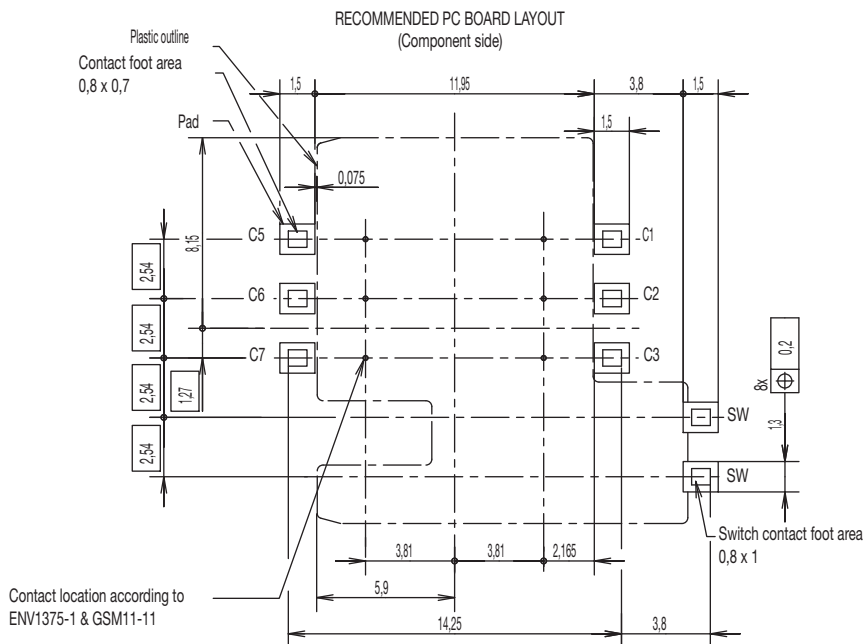 RECOMMENDED PC BOARD LAYOUT
(Component side)
Plastic outline
Contact foot area
0,8 x 0,7
Pad
1,5
11,95
3,8
1,5
1,5
0,075
8,15
C5
C1
2,54
C6
C2
2,54
C7
C3
1,27
2,54
2,54
8x
0,2
1,3
SW
SW
Switch contact foot area
0,8 x 1
3,81
3,81
2,165
5,9
Contact location according to
ENV1375-1 & GSM11-11
14,25
3,8